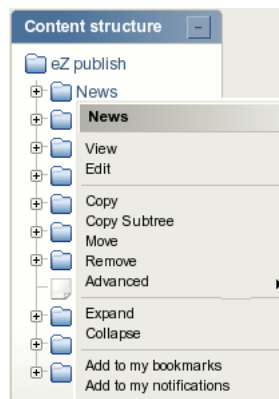 Content structure
eZ publish
News
News
View
Edit
Copy
Copy Subtree
Move
Remove
Advanced
Expand
Collapse
Add to my bookmarks
Add to my notifications